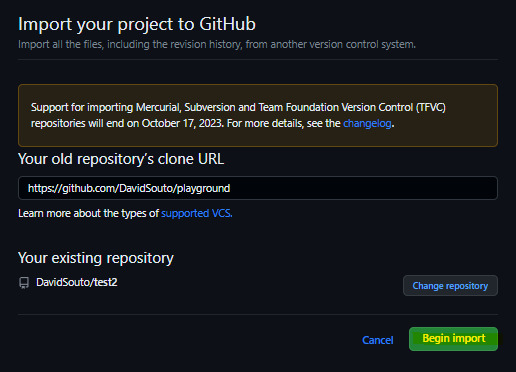 Import your project to GitHub
Import all the files, including the revision history, from another version control system.
Support for importing Mercurial, Subversion and Team Foundation Version Control (TFVC)
repositories will end on October 17, 2023. For more details, see the changelog.
Your old repository's clone URL
https://github.com/DavidSouto/playground
Learn more about the types of supported VCS.
Your existing repository
DavidSouto/test2
Change repository
Cancel
Begin import